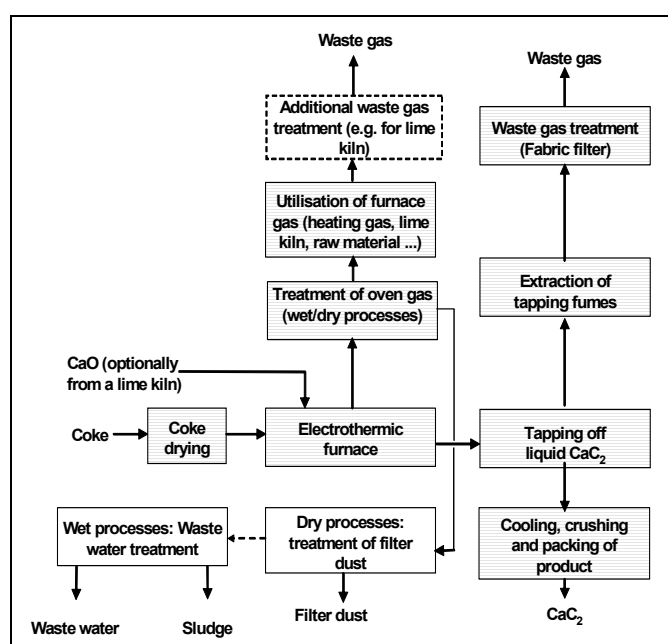 Waste gas
Waste gas
Additional waste gas
treatment (e.g. for lime
kiln)
Waste gas treatment
(Fabric filter)
Utilisation of furnace
gas (heating gas, lime
kiln, raw material ...)
Treatment of oven gas
(wet/dry processes)
Extraction of
tapping fumes
CaO (optionally
from a lime kiln)
Coke
Coke
drying
Electrothermic
furnace
Tapping off
liquid CaC₂
Wet processes: Waste
water treatment
Dry processes:
treatment of filter
dust
Cooling, crushing
and packing of
product
Waste water
Sludge
Filter dust
CaC₂